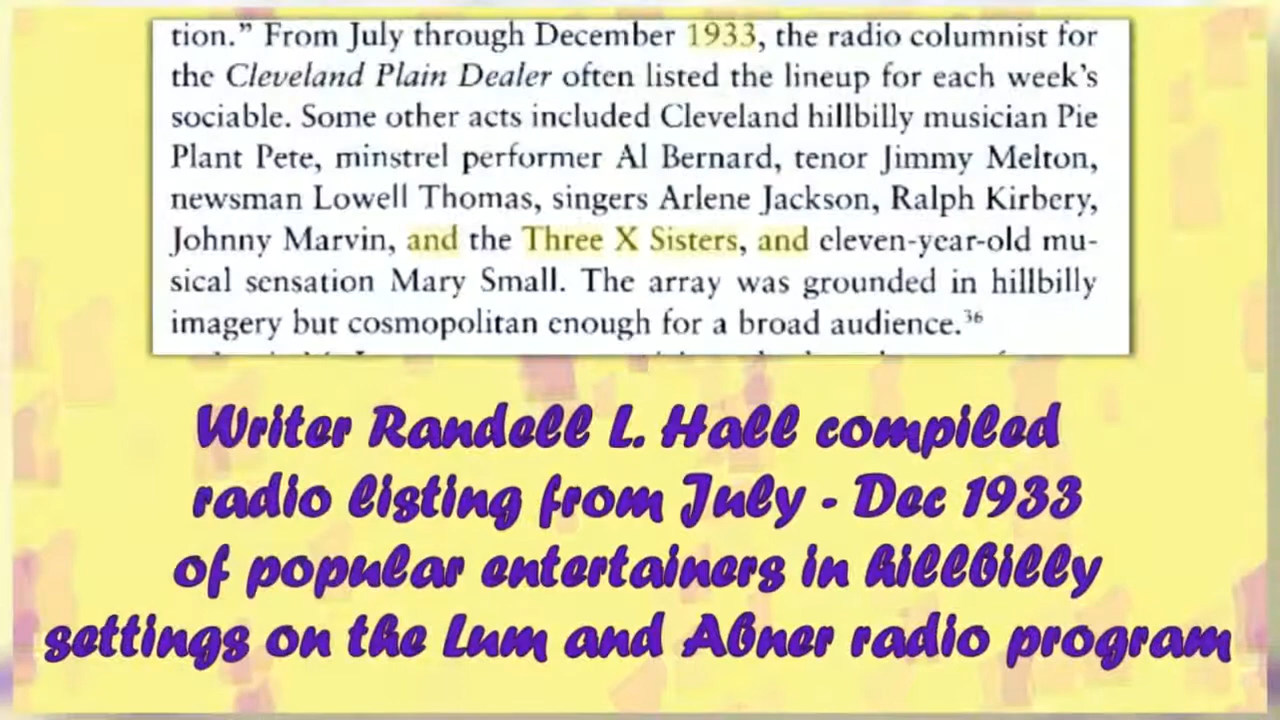 tion.” From July through December 1933, the radio columnist for
the Cleveland Plain Dealer often listed the lineup for each week’s
sociable. Some other acts included Cleveland hillbilly musician Pie
Plant Pete, minstrel performer Al Bernard, tenor Jimmy Melton,
newsman Lowell Thomas, singers Arlene Jackson, Ralph Kirbery,
Johnny Marvin, and the Three X Sisters, and eleven-year-old mu-
sical sensation Mary Small. The array was grounded in hillbilly
imagery but cosmopolitan enough for a broad audience.36
Writer Randell L. Hall compiled
radio listing from July - Dec 1933
of popular entertainers in hillbilly
settings on the Lum and Abner radio program